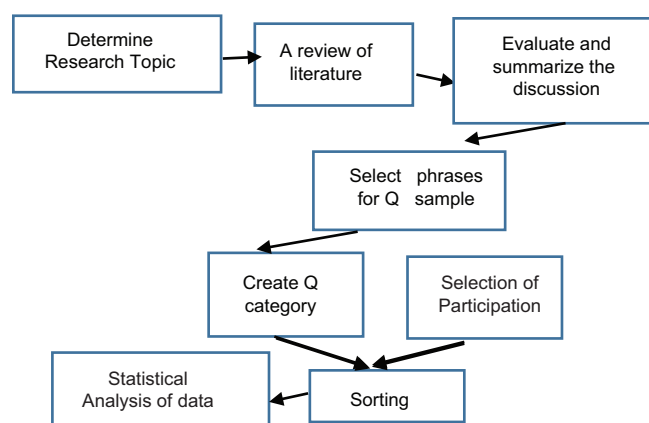 Determine
Research Topic
A review of
literature
Evaluate and
summarize the
discussion
Select phrases
for Q sample
Create Q
category
Selection of
Participation
Sorting
Statistical
Analysis of data